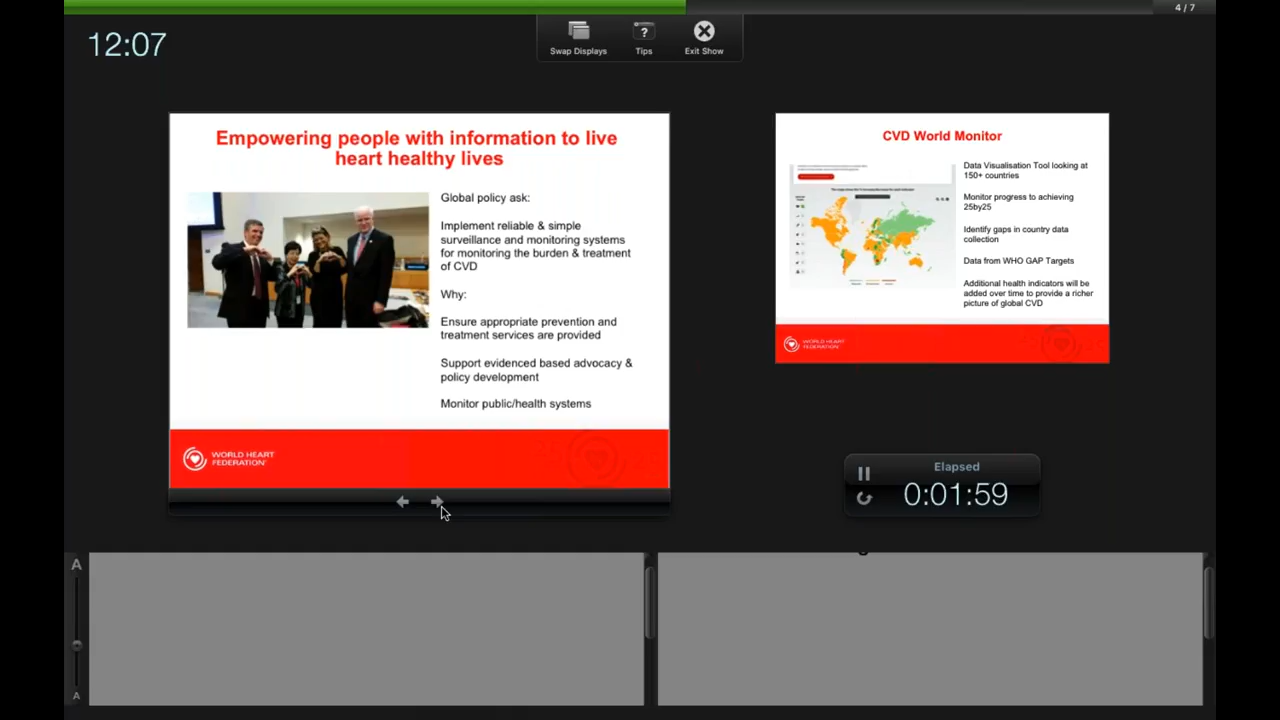 4 / 7
12:07
Swap Displays
Tips
Exit Show
Empowering people with information to live
heart healthy lives
Global policy ask:
Implement reliable & simple
surveillance and monitoring systems
for monitoring the burden & treatment
of CVD
Why:
Ensure appropriate prevention and
treatment services are provided
Support evidenced based advocacy &
policy development
Monitor public/health systems
WORLD HEART
FEDERATION
CVD World Monitor
Data Visualisation Tool looking at
150+ countries
Monitor progress to achieving
25by25
Identify gaps in country data
collection
Data from WHO GAP Targets
Additional health indicators will be
added over time to provide a richer
picture of global CVD
WORLD HEART
FEDERATION
Elapsed
0:01:59
A
A